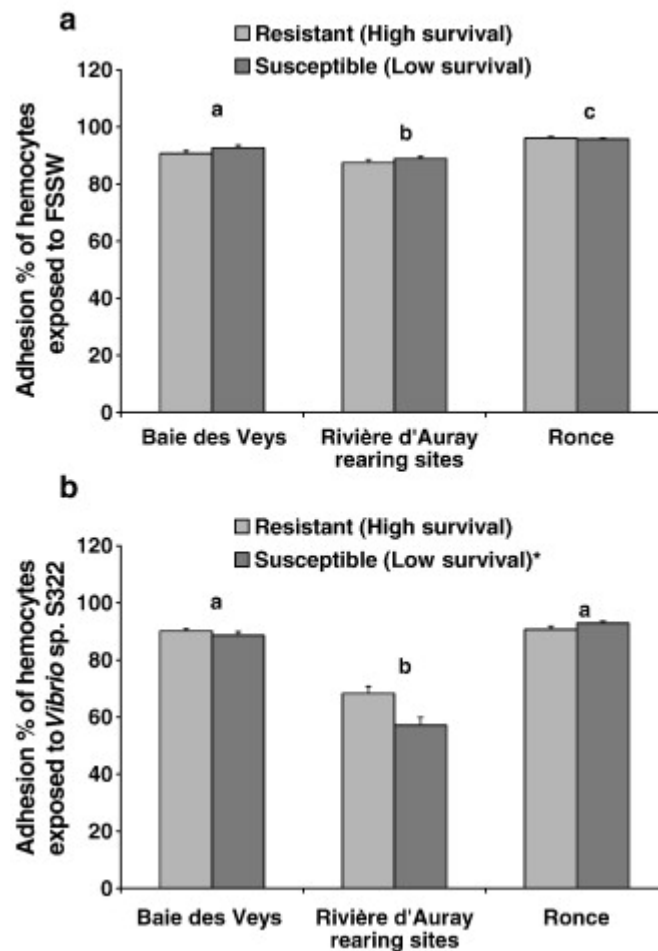 a
Resistant (High survival)
Susceptible (Low survival)
120
100
80
60
40
20
0
a
b
c
Adhesion % of hemocytes
exposed to FSSW
Baie des Veys
Rivière d'Auray
Ronce
rearing sites
b
Resistant (High survival)
Susceptible (Low survival)*
120
100
80
60
40
20
0
a
b
a
Adhesion % of hemocytes
exposed to Vibrio sp. S322
Baie des Veys
Rivière d'Auray
Ronce
rearing sites